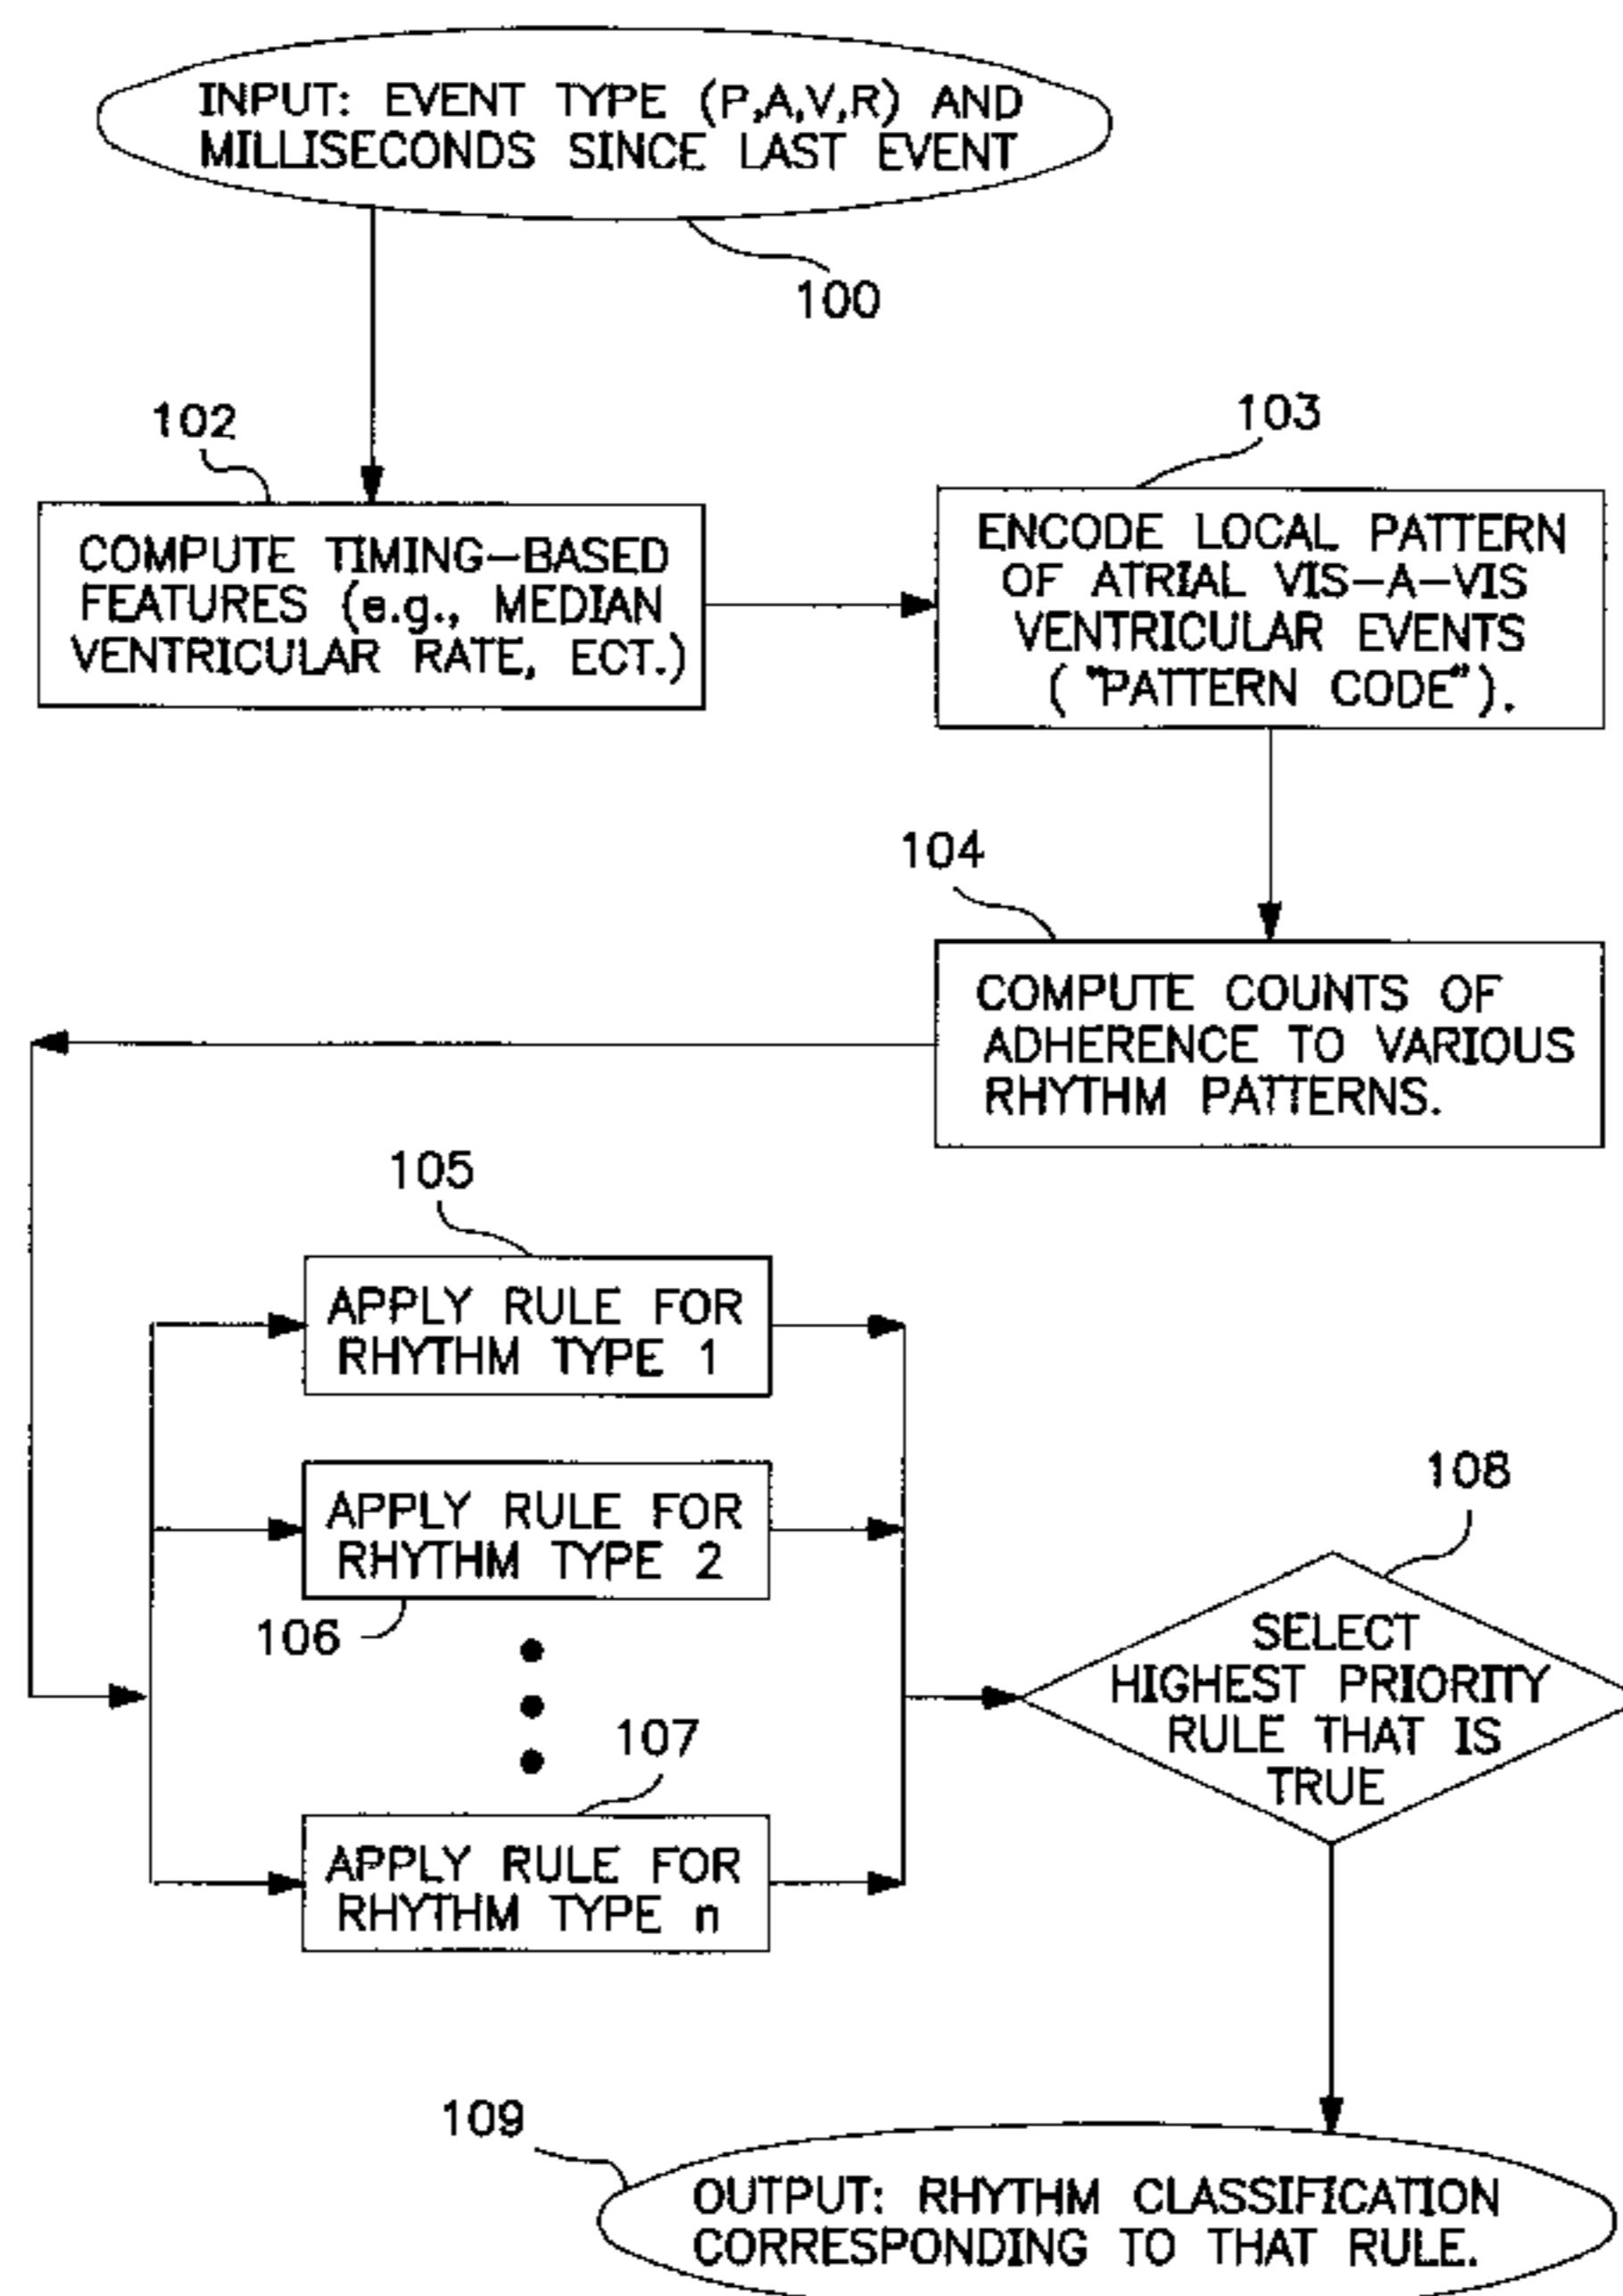 INPUT: EVENT TYPE (P,A,V,R) AND
MILLISECONDS SINCE LAST EVENT
100
102
COMPUTE TIMING-BASED
FEATURES (e.g., MEDIAN
VENTRICULAR RATE, ECT.)
103
ENCODE LOCAL PATTERN
OF ATRIAL VIS-A-VIS
VENTRICULAR EVENTS
( "PATTERN CODE").
104
COMPUTE COUNTS OF
ADHERENCE TO VARIOUS
RHYTHM PATTERNS.
105
APPLY RULE FOR
RHYTHM TYPE 1
APPLY RULE FOR
RHYTHM TYPE 2
106
107
APPLY RULE FOR
RHYTHM TYPE n
108
SELECT
HIGHEST PRIORITY
RULE THAT IS
TRUE
109
OUTPUT: RHYTHM CLASSIFICATION
CORRESPONDING TO THAT RULE.